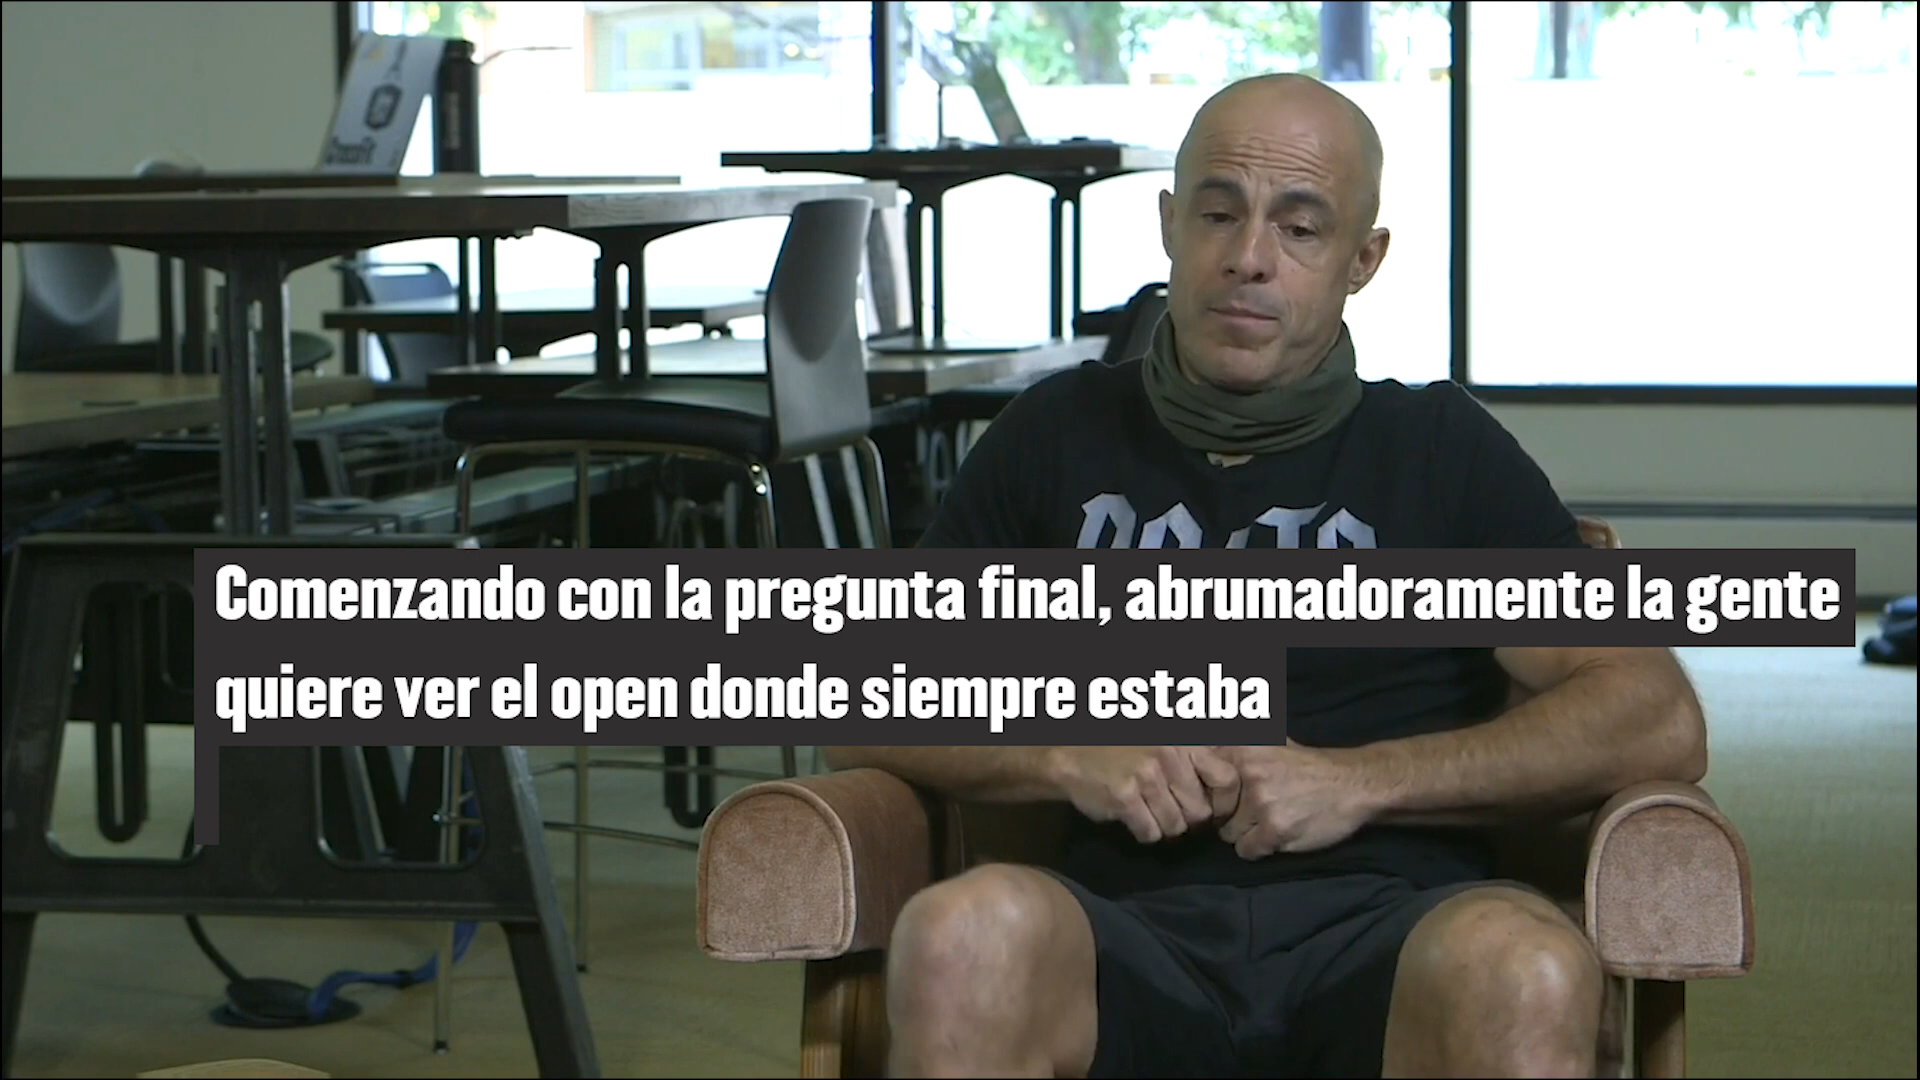 Comenzando con la pregunta final, abrumadoramente la gente
quiere ver el open donde siempre estaba